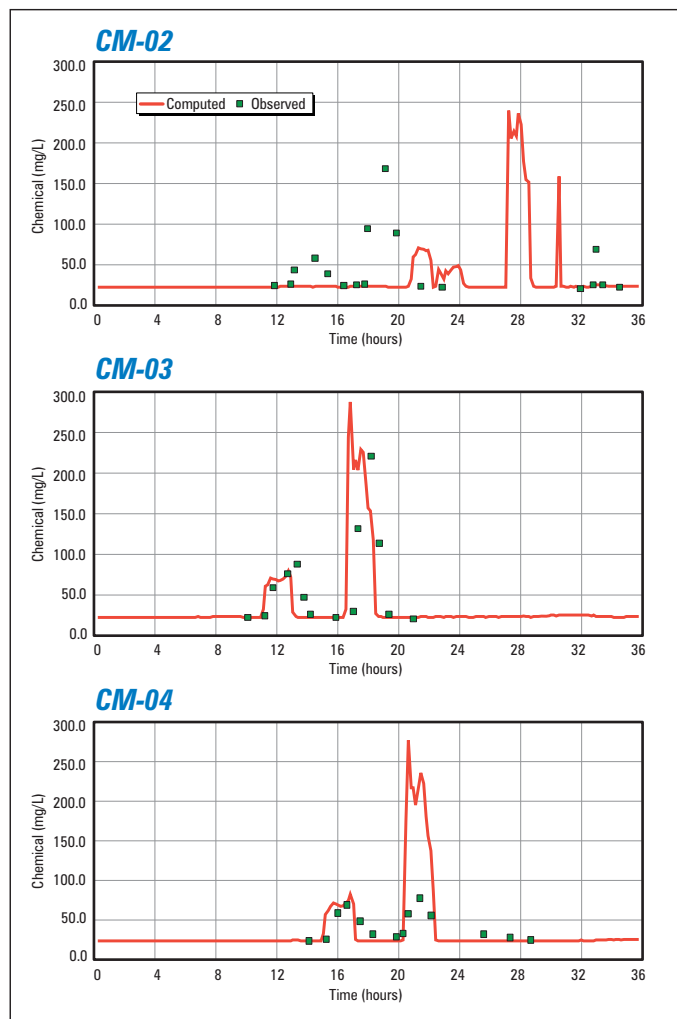 CM-02
300.0
250.0
200.0
150.0
100.0
50.0
0.0
Chemical (mg/L)
Computed Observed
0 4 8 12 16 20 24 28 32 36
Time (hours)
CM-03
300.0
250.0
200.0
150.0
100.0
50.0
0.0
Chemical (mg/L)
0 4 8 12 16 20 24 28 32 36
Time (hours)
CM-04
300.0
250.0
200.0
150.0
100.0
50.0
0.0
Chemical (mg/L)
0 4 8 12 16 20 24 28 32 36
Time (hours)